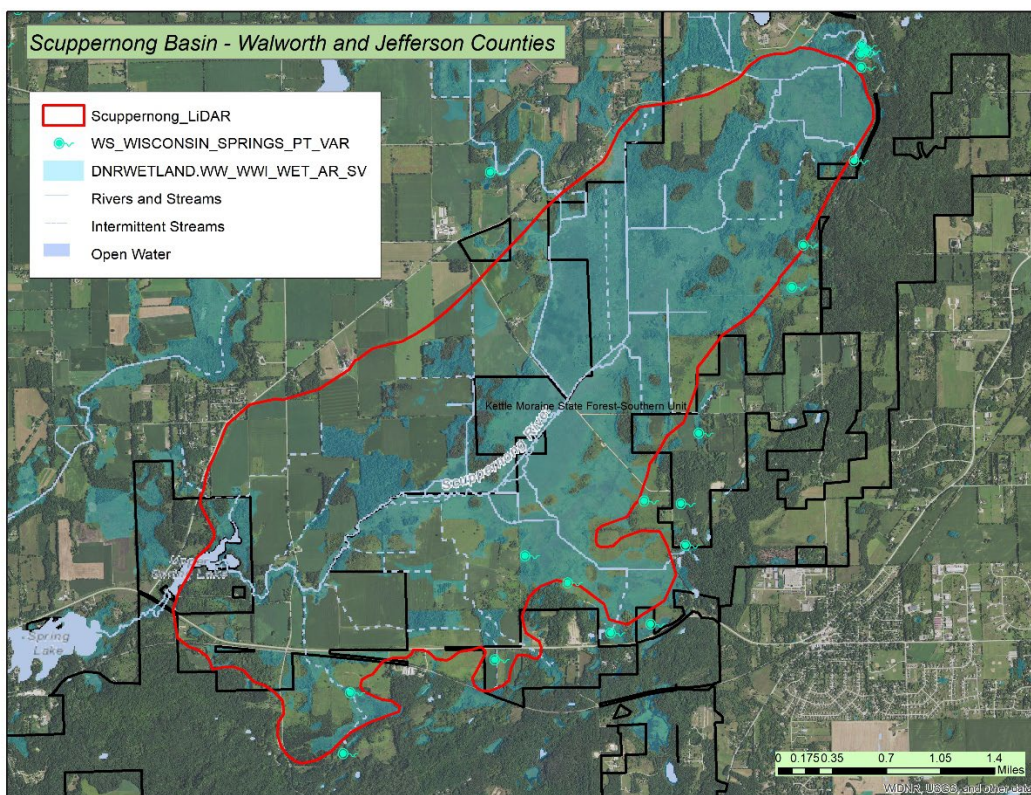 Scuppernong Basin - Walworth and Jefferson Counties
Scuppernong_LiDAR
WS_WISCONSIN_SPRINGS_PT_VAR
DNRWETLAND.WW_WWI_WET_AR_SV
Rivers and Streams
Intermittent Streams
Open Water
Kettle Moraine State Forest-Southern Unit
Scuppernong River
Spring Lake
Spring
Lake
0 0.175 0.35 0.7 1.05 1.4
Miles
WDNR, USGS, and other data